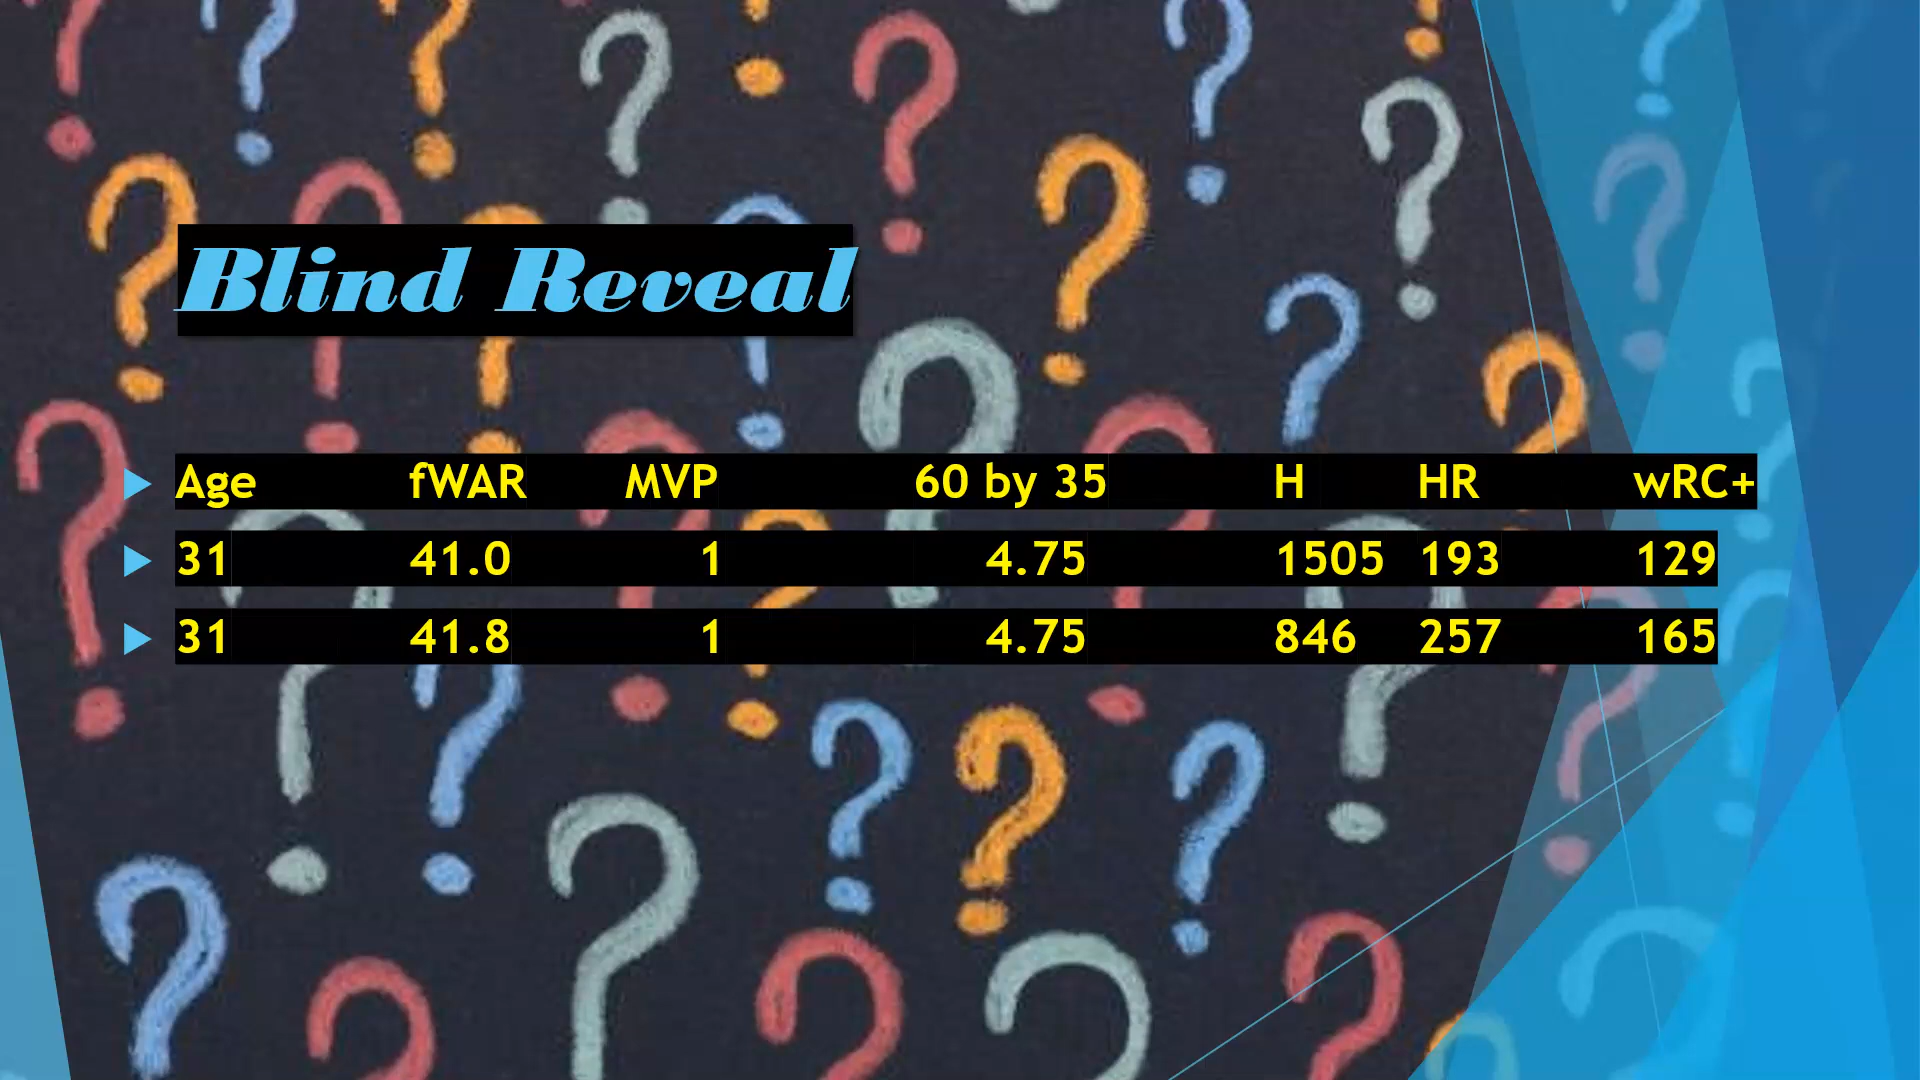 Blind Reveal
Age fWAR MVP 60 by 35 H HR wRC+
31 41.0 1 4.75 1505 193 129
31 41.8 1 4.75 846 257 165